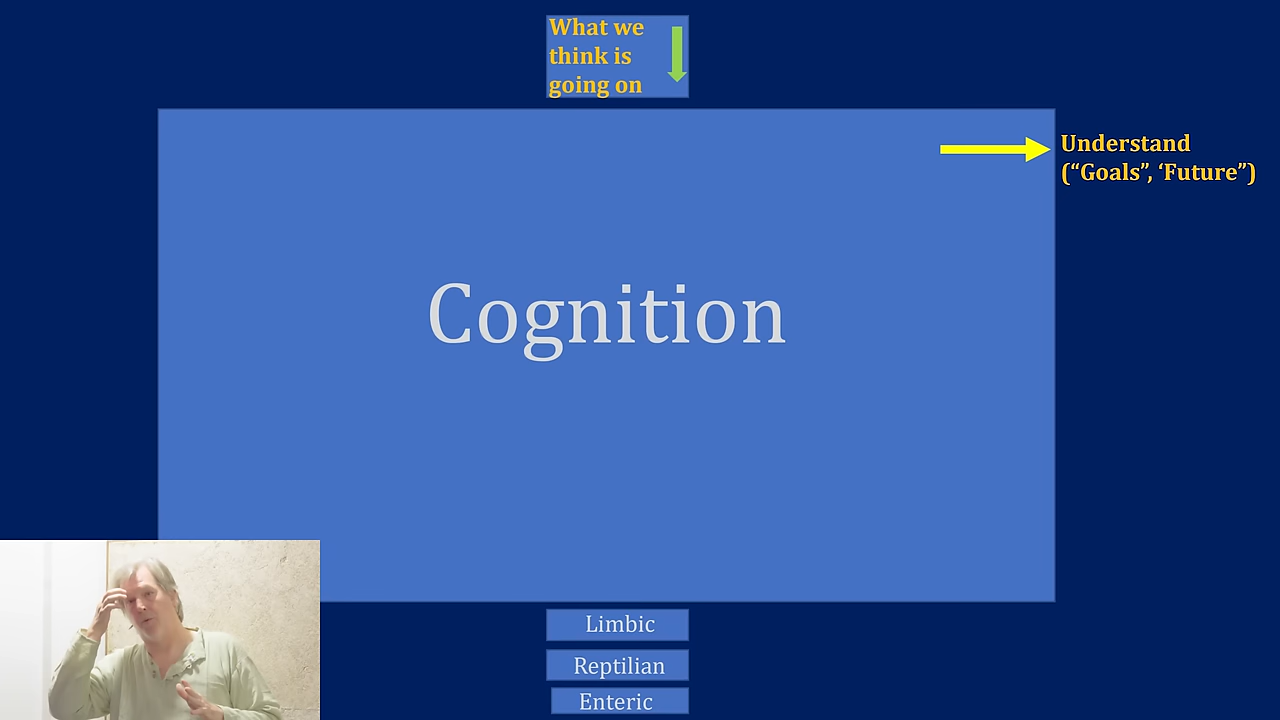 What we
think is
going on
Understand
(“Goals”, ‘Future”)
Cognition
Limbic
Reptilian
Enteric